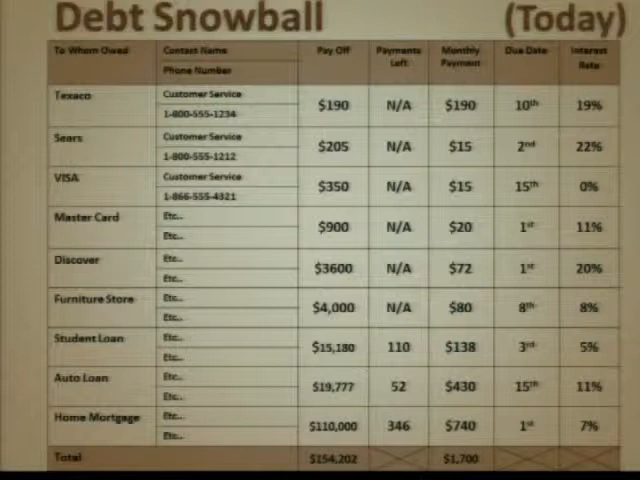 Debt Snowball (Today)
To Whom Owed Contact Name Pay Off Payments Left Monthly Payment Due Date Interest Rate
Phone Number
Texaco Customer Service $190 N/A $190 10th 19%
1-800-555-1234
Sears Customer Service $205 N/A $15 2nd 22%
1-800-555-1212
VISA Customer Service $350 N/A $15 15th 0%
1-866-555-4321
Master Card Etc.. $900 N/A $20 1st 11%
Etc..
Discover Etc.. $3600 N/A $72 1st 20%
Etc..
Furniture Store Etc.. $4,000 N/A $80 8th 8%
Etc..
Student Loan Etc.. $15,180 110 $138 3rd 5%
Etc..
Auto Loan Etc.. $19,777 52 $430 15th 11%
Etc..
Home Mortgage Etc.. $110,000 346 $740 1st 7%
Etc..
Total $154,202 $1,700